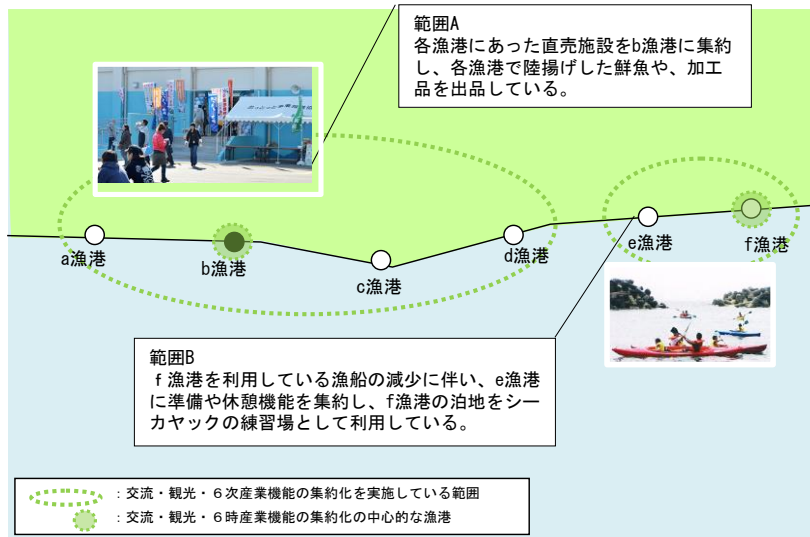 範囲A
各漁港にあった直売施設をb漁港に集約
し、各漁港で陸揚げした鮮魚や、加工
品を出品している。
a漁港
b漁港
c漁港
d漁港
e漁港
f漁港
範囲B
f漁港を利用している漁船の減少に伴い、e漁港
に準備や休憩機能を集約し、f漁港の泊地をシー
カヤックの練習場として利用している。
：交流・観光・６次産業機能の集約化を実施している範囲
：交流・観光・６時産業機能の集約化の中心的な漁港